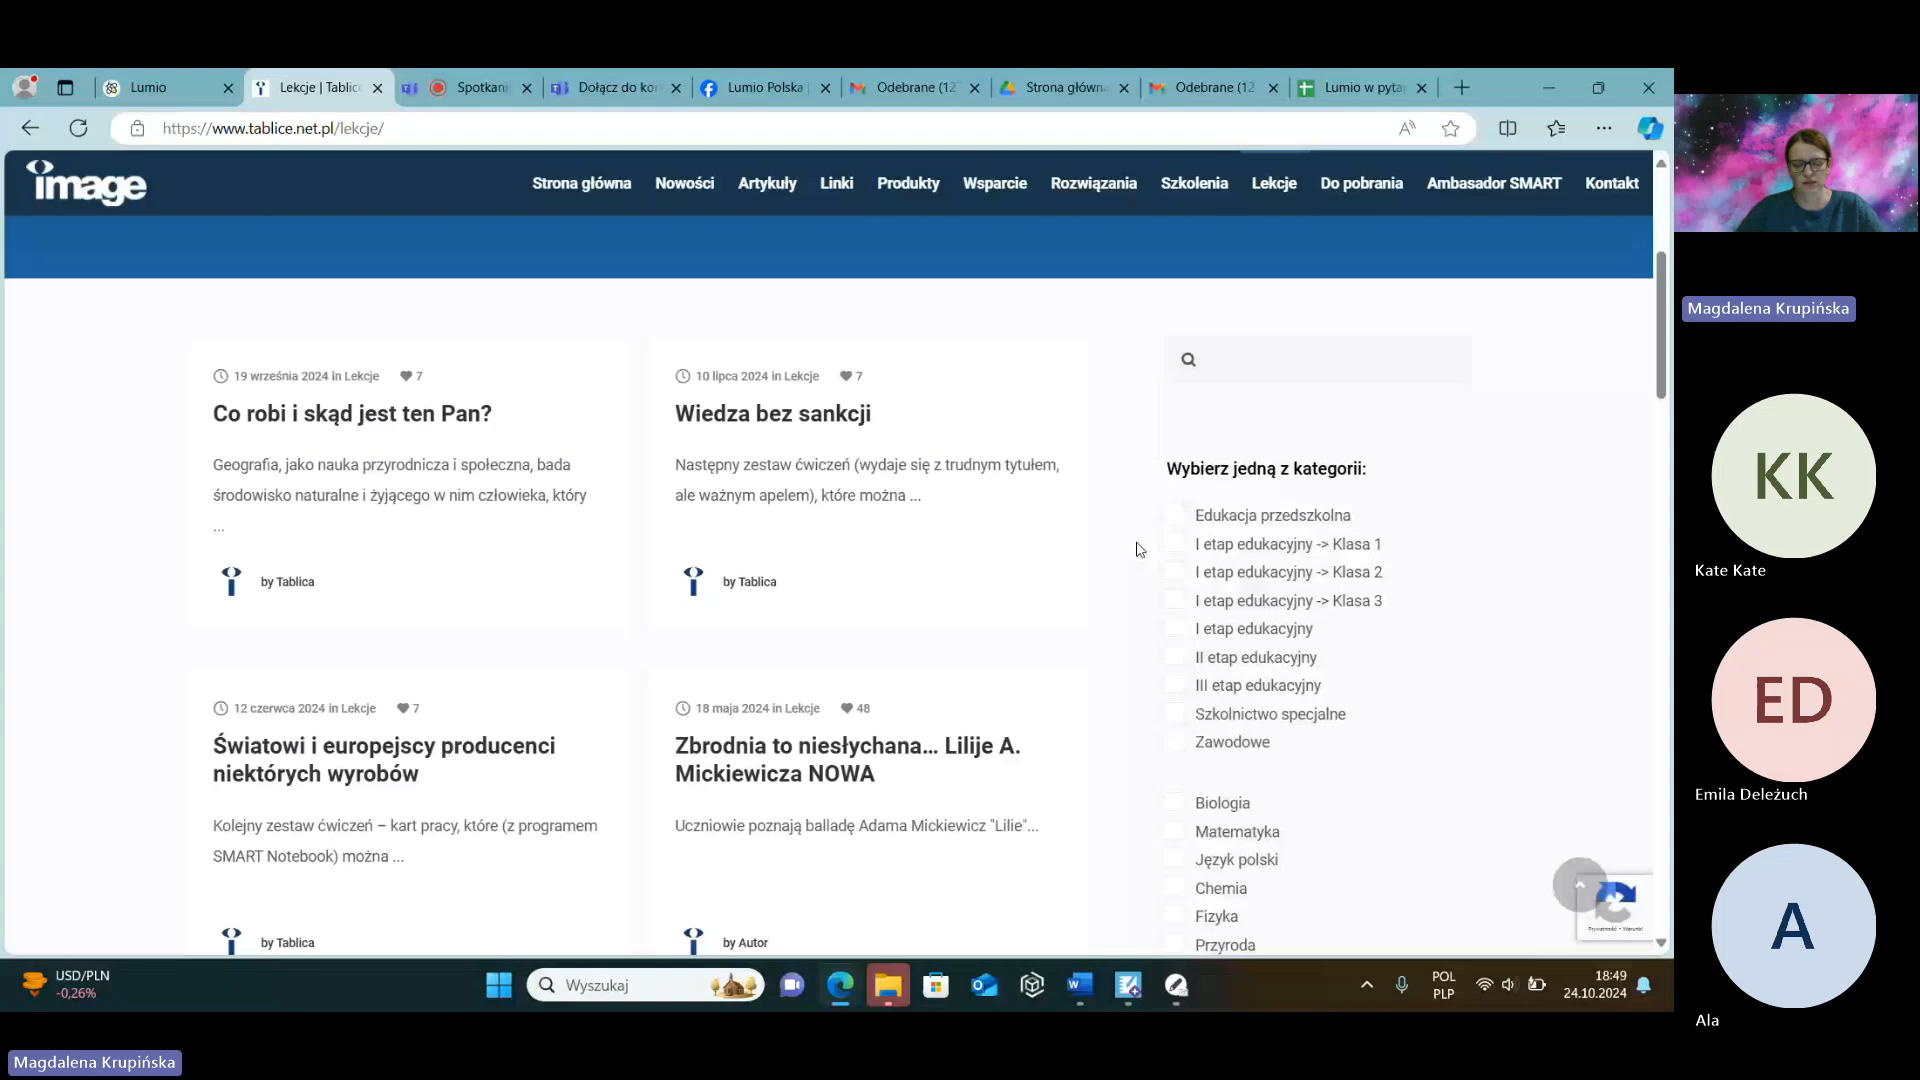 Lumio
Lekcje | Tablic
Spotkani
Dołącz do kon
Lumio Polska
Odebrane (12
Strona główna
Odebrane (12
Lumio w pyta
https://www.tablice.net.pl/lekcje/
image
Strona główna
Nowości
Artykuły
Linki
Produkty
Wsparcie
Rozwiązania
Szkolenia
Lekcje
Do pobrania
Ambasador SMART
Kontakt
19 września 2024 in Lekcje 7
Co robi i skąd jest ten Pan?
Geografia, jako nauka przyrodnicza i społeczna, bada
środowisko naturalne i żyjącego w nim człowieka, który
...
by Tablica
10 lipca 2024 in Lekcje 7
Wiedza bez sankcji
Następny zestaw ćwiczeń (wydaje się z trudnym tytułem,
ale ważnym apelem), które można ...
by Tablica
12 czerwca 2024 in Lekcje 7
Światowi i europejscy producenci
niektórych wyrobów
Kolejny zestaw ćwiczeń – kart pracy, które (z programem
SMART Notebook) można ...
by Tablica
18 maja 2024 in Lekcje 48
Zbrodnia to niesłychana... Lilije A.
Mickiewicza NOWA
Uczniowie poznają balladę Adama Mickiewicz "Lilie"...
by Autor
Wybierz jedną z kategorii:
Edukacja przedszkolna
I etap edukacyjny -> Klasa 1
I etap edukacyjny -> Klasa 2
I etap edukacyjny -> Klasa 3
I etap edukacyjny
II etap edukacyjny
III etap edukacyjny
Szkolnictwo specjalne
Zawodowe
Biologia
Matematyka
Język polski
Chemia
Fizyka
Przyroda
Prywatność - Warunki
USD/PLN
-0,26%
Wyszukaj
POL
PLP
18:49
24.10.2024
Magdalena Krupińska
KK
Kate Kate
ED
Emila Deleżuch
A
Ala
Magdalena Krupińska